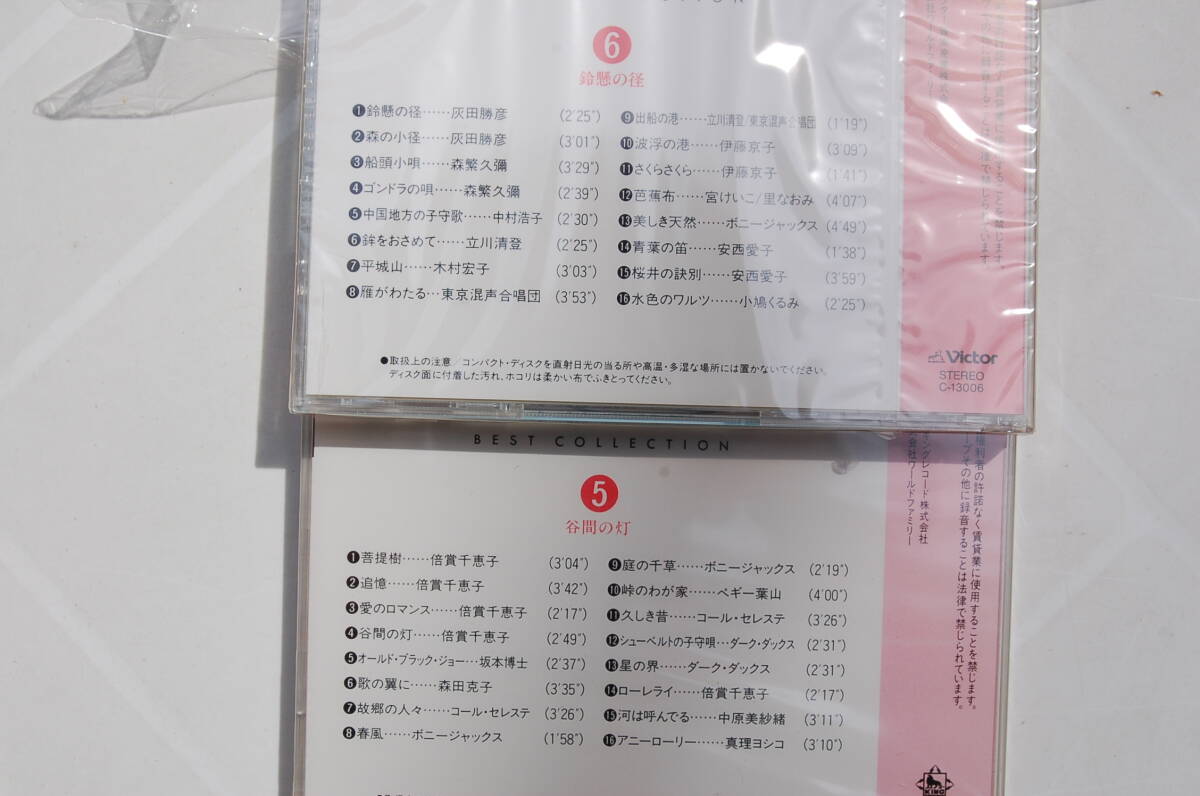 6
鈴懸の径
❶鈴懸の径……灰田勝彦 (2′25″)
❷森の小径……灰田勝彦 (3′01″)
❸船頭小唄……森繁久彌 (3′29″)
❹ゴンドラの唄……森繁久彌 (2′39″)
❺中国地方の子守歌……中村浩子 (2′30″)
❻鉾をおさめて……立川清登 (2′25″)
❼平城山……木村宏子 (3′03″)
❽雁がわたる…東京混声合唱団 (3′53″)
❾出船の港……立川清登/東京混声合唱団 (1′19″)
❿波浮の港……伊藤京子 (3′09″)
⓫さくらさくら……伊藤京子 (1′41″)
⓬芭蕉布……宮けいこ/里なおみ (4′07″)
⓭美しき天然……ボニージャックス (4′49″)
⓮青葉の笛……安西愛子 (1′38″)
⓯桜井の訣別……安西愛子 (3′59″)
⓰水色のワルツ……小鳩くるみ (2′25″)
●取扱上の注意/コンパクト・ディスクを直射日光の当る所や高温・多湿な場所には置かないでください。
ディスク面に付着した汚れ、ホコリは柔かい布でふきとってください。
Victor
STEREO
C-13006
BEST COLLECTION
5
谷間の灯
❶菩提樹……倍賞千恵子 (3′04″)
❷追憶……倍賞千恵子 (3′42″)
❸愛のロマンス……倍賞千恵子 (2′17″)
❹谷間の灯……倍賞千恵子 (2′49″)
❺オールド・ブラック・ジョー…坂本博士 (2′37″)
❻歌の翼に……森田克子 (3′35″)
❼故郷の人々……コール・セレステ (3′26″)
❽春風……ボニージャックス (1′58″)
❾庭の千草……ボニージャックス (2′19″)
❿峠のわが家……ペギー葉山 (4′00″)
⓫久しき昔……コール・セレステ (3′26″)
⓬シューベルトの子守唄…ダーク・ダックス (2′31″)
⓭星の界……ダーク・ダックス (2′31″)
⓮ローレライ……倍賞千恵子 (2′17″)
⓯河は呼んでる……中原美紗緒 (3′11″)
⓰アニーローリー……真理ヨシコ (3′10″)
権利者の許諾なく賃貸業に使用することを禁じます。
プその他に録音することは法律で禁じられています。
ングレコード株式会社
会社ワールドファミリー
KING